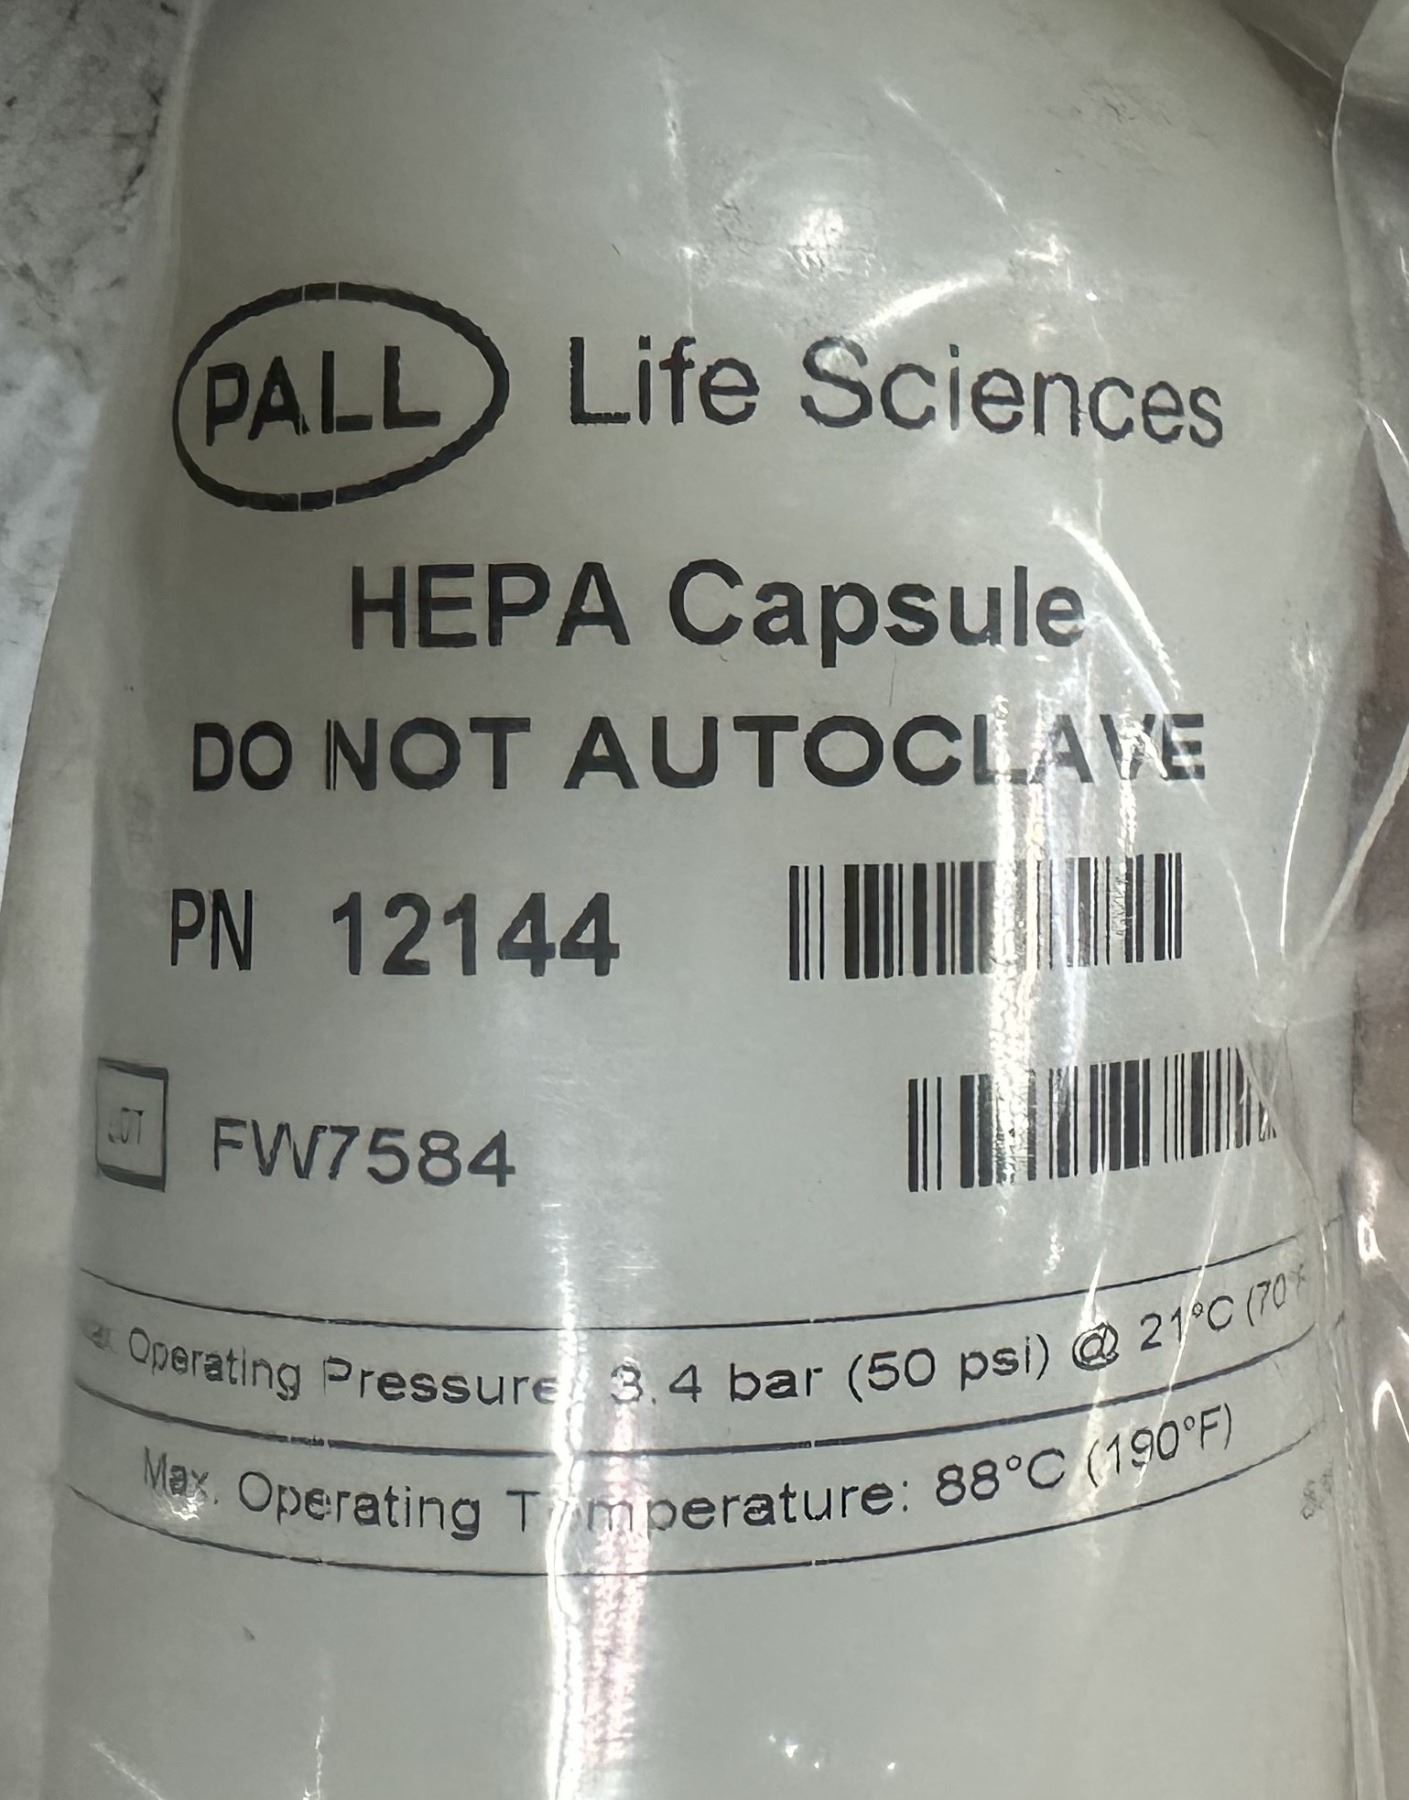 PALL Life Sciences
HEPA Capsule
DO NOT AUTOCLAVE
PN 12144
LOT FW7584
Operating Pressure: 3.4 bar (50 psi) @ 21°C (70°F
Max. Operating Temperature: 88°C (190°F)